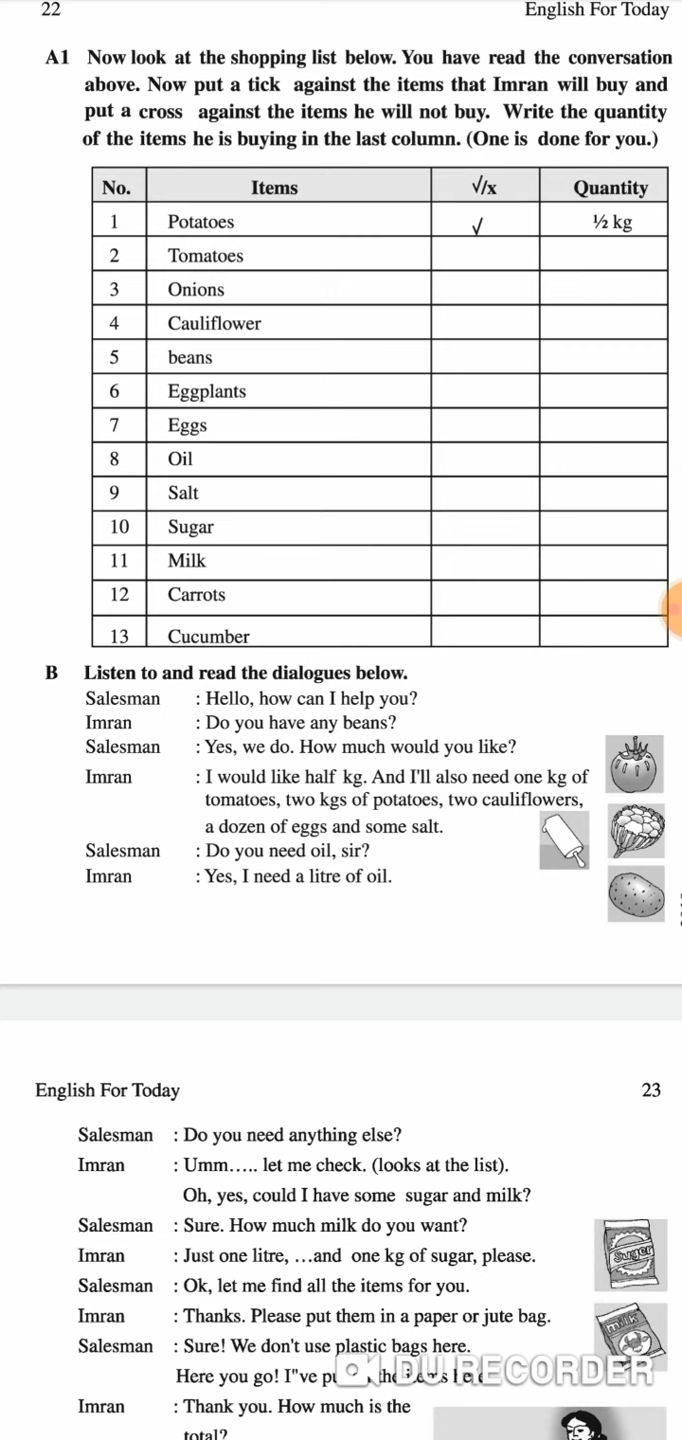 22 English For Today
A1 Now look at the shopping list below. You have read the conversation
above. Now put a tick against the items that Imran will buy and
put a cross against the items he will not buy. Write the quantity
of the items he is buying in the last column. (One is done for you.)
No. Items √/x Quantity
1 Potatoes √ ½ kg
2 Tomatoes
3 Onions
4 Cauliflower
5 beans
6 Eggplants
7 Eggs
8 Oil
9 Salt
10 Sugar
11 Milk
12 Carrots
13 Cucumber
B Listen to and read the dialogues below.
Salesman : Hello, how can I help you?
Imran : Do you have any beans?
Salesman : Yes, we do. How much would you like?
Imran : I would like half kg. And I'll also need one kg of
tomatoes, two kgs of potatoes, two cauliflowers,
a dozen of eggs and some salt.
Salesman : Do you need oil, sir?
Imran : Yes, I need a litre of oil.
English For Today 23
Salesman : Do you need anything else?
Imran : Umm….. let me check. (looks at the list).
Oh, yes, could I have some sugar and milk?
Salesman : Sure. How much milk do you want?
Imran : Just one litre, …and one kg of sugar, please.
Sugar
Salesman : Ok, let me find all the items for you.
Imran : Thanks. Please put them in a paper or jute bag.
milk
Salesman : Sure! We don't use plastic bags here.
Here you go! I"ve the items here
DU RECORDER
Imran : Thank you. How much is the
total?